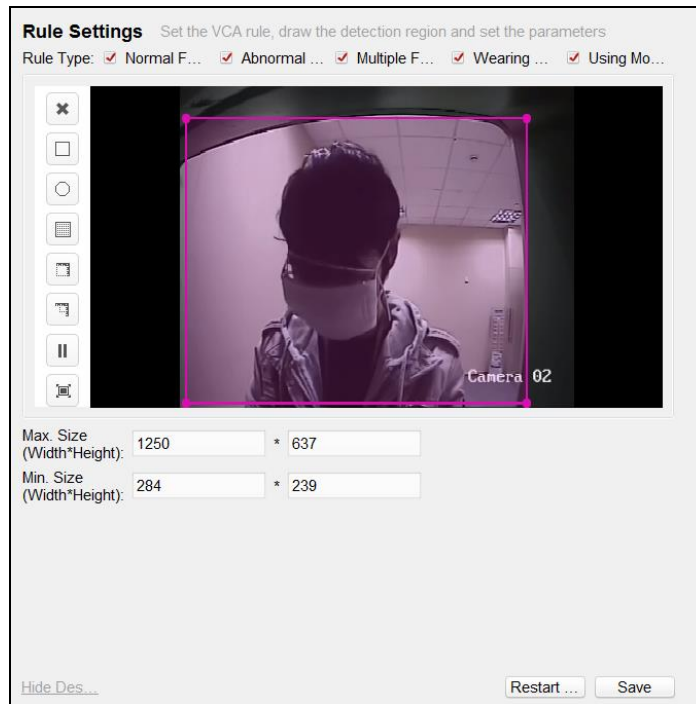 Rule Settings Set the VCA rule, draw the detection region and set the parameters
Rule Type: Normal F... Abnormal ... Multiple F... Wearing ... Using Mo...
Camera 02
Max. Size
(Width*Height): 1250 * 637
Min. Size
(Width*Height): 284 * 239
Hide Des... Restart ... Save